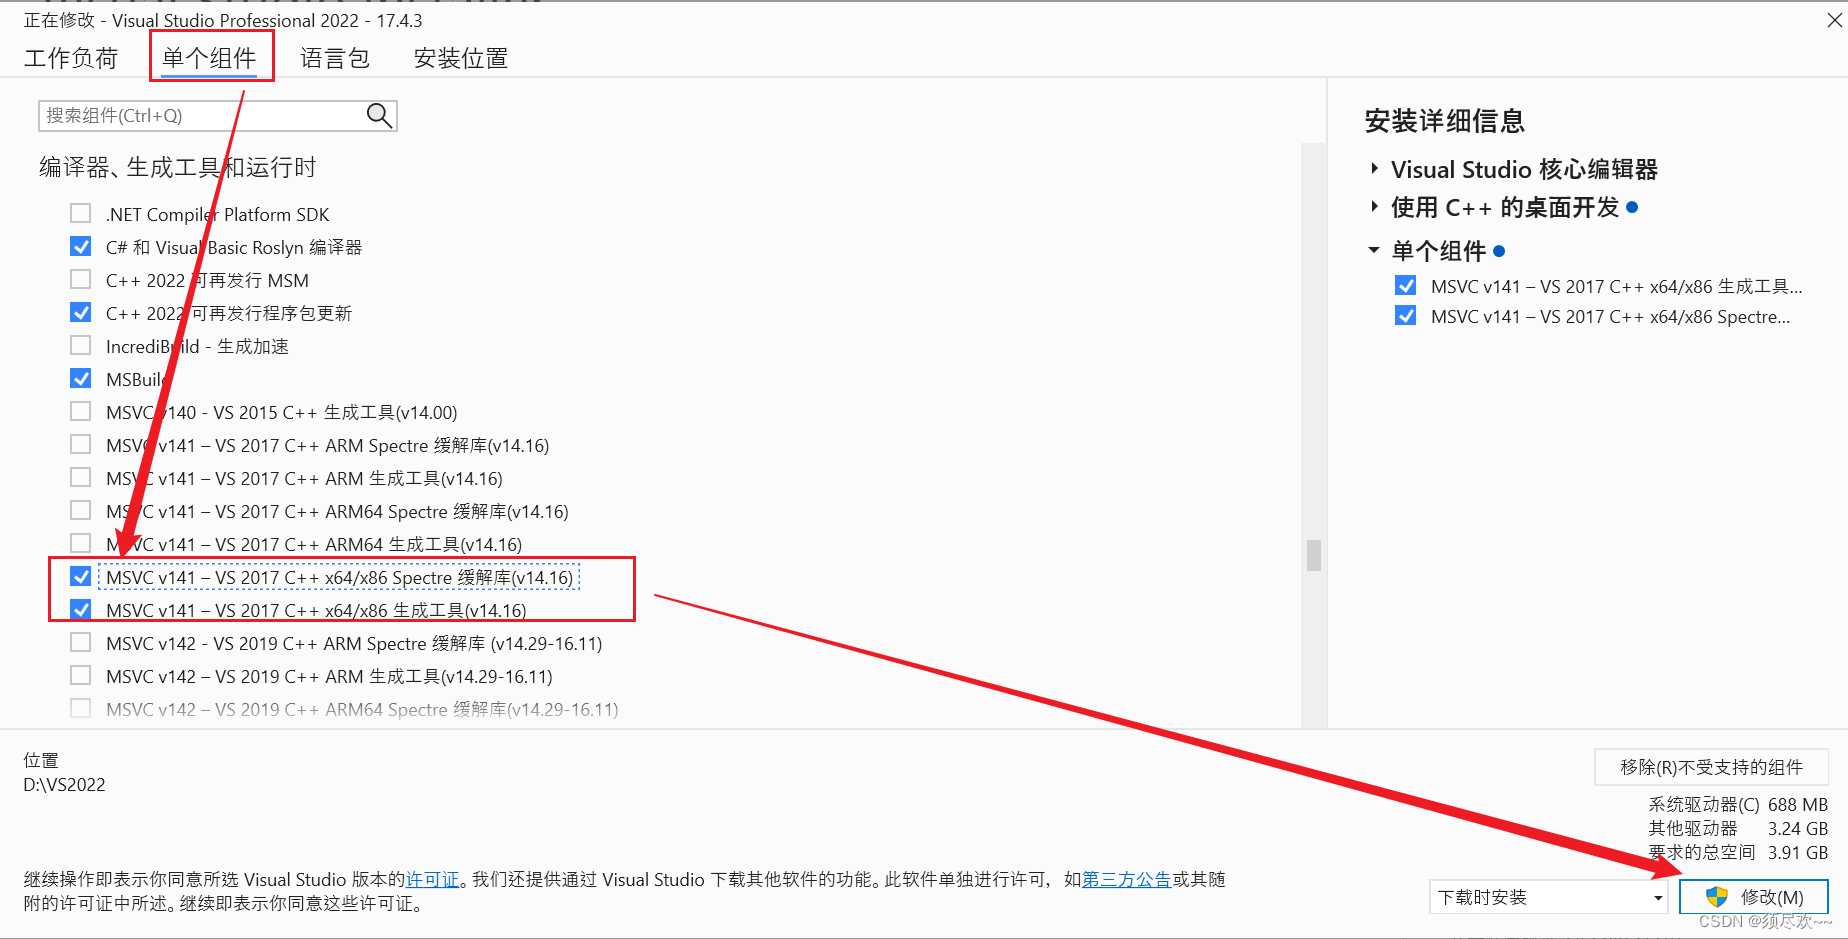 正在修改 - Visual Studio Professional 2022 - 17.4.3
工作负荷 单个组件 语言包 安装位置
搜索组件(Ctrl+Q)
编译器、生成工具和运行时
.NET Compiler Platform SDK
C# 和 Visual Basic Roslyn 编译器
C++ 2022 可再发行 MSM
C++ 2022 可再发行程序包更新
IncrediBuild - 生成加速
MSBuild
MSVC v140 - VS 2015 C++ 生成工具(v14.00)
MSVC v141 – VS 2017 C++ ARM Spectre 缓解库(v14.16)
MSVC v141 – VS 2017 C++ ARM 生成工具(v14.16)
MSVC v141 – VS 2017 C++ ARM64 Spectre 缓解库(v14.16)
MSVC v141 – VS 2017 C++ ARM64 生成工具(v14.16)
MSVC v141 – VS 2017 C++ x64/x86 Spectre 缓解库(v14.16)
MSVC v141 – VS 2017 C++ x64/x86 生成工具(v14.16)
MSVC v142 - VS 2019 C++ ARM Spectre 缓解库 (v14.29-16.11)
MSVC v142 – VS 2019 C++ ARM 生成工具(v14.29-16.11)
MSVC v142 – VS 2019 C++ ARM64 Spectre 缓解库(v14.29-16.11)
安装详细信息
Visual Studio 核心编辑器
使用 C++ 的桌面开发
单个组件
MSVC v141 – VS 2017 C++ x64/x86 生成工具...
MSVC v141 – VS 2017 C++ x64/x86 Spectre...
位置
D:\VS2022
移除(R)不受支持的组件
系统驱动器(C) 688 MB
其他驱动器 3.24 GB
要求的总空间 3.91 GB
继续操作即表示你同意所选 Visual Studio 版本的许可证。我们还提供通过 Visual Studio 下载其他软件的功能。此软件单独进行许可, 如第三方公告或其随
附的许可证中所述。继续即表示你同意这些许可证。
下载时安装
修改(M)
CSDN @须尽欢~~